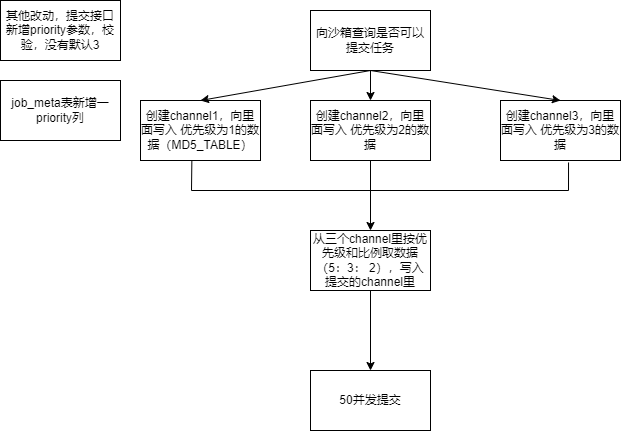 其他改动，提交接口
新增priority参数，校
验，没有默认3
向沙箱查询是否可以
提交任务
job_meta表新增一
priority列
创建channel1，向里
面写入 优先级为1的数
据（MD5_TABLE）
创建channel2，向里
面写入 优先级为2的数
据
创建channel3，向里
面写入 优先级为3的数
据
从三个channel里按优
先级和比例取数据
（5：3： 2），写入
提交的channel里
50并发提交